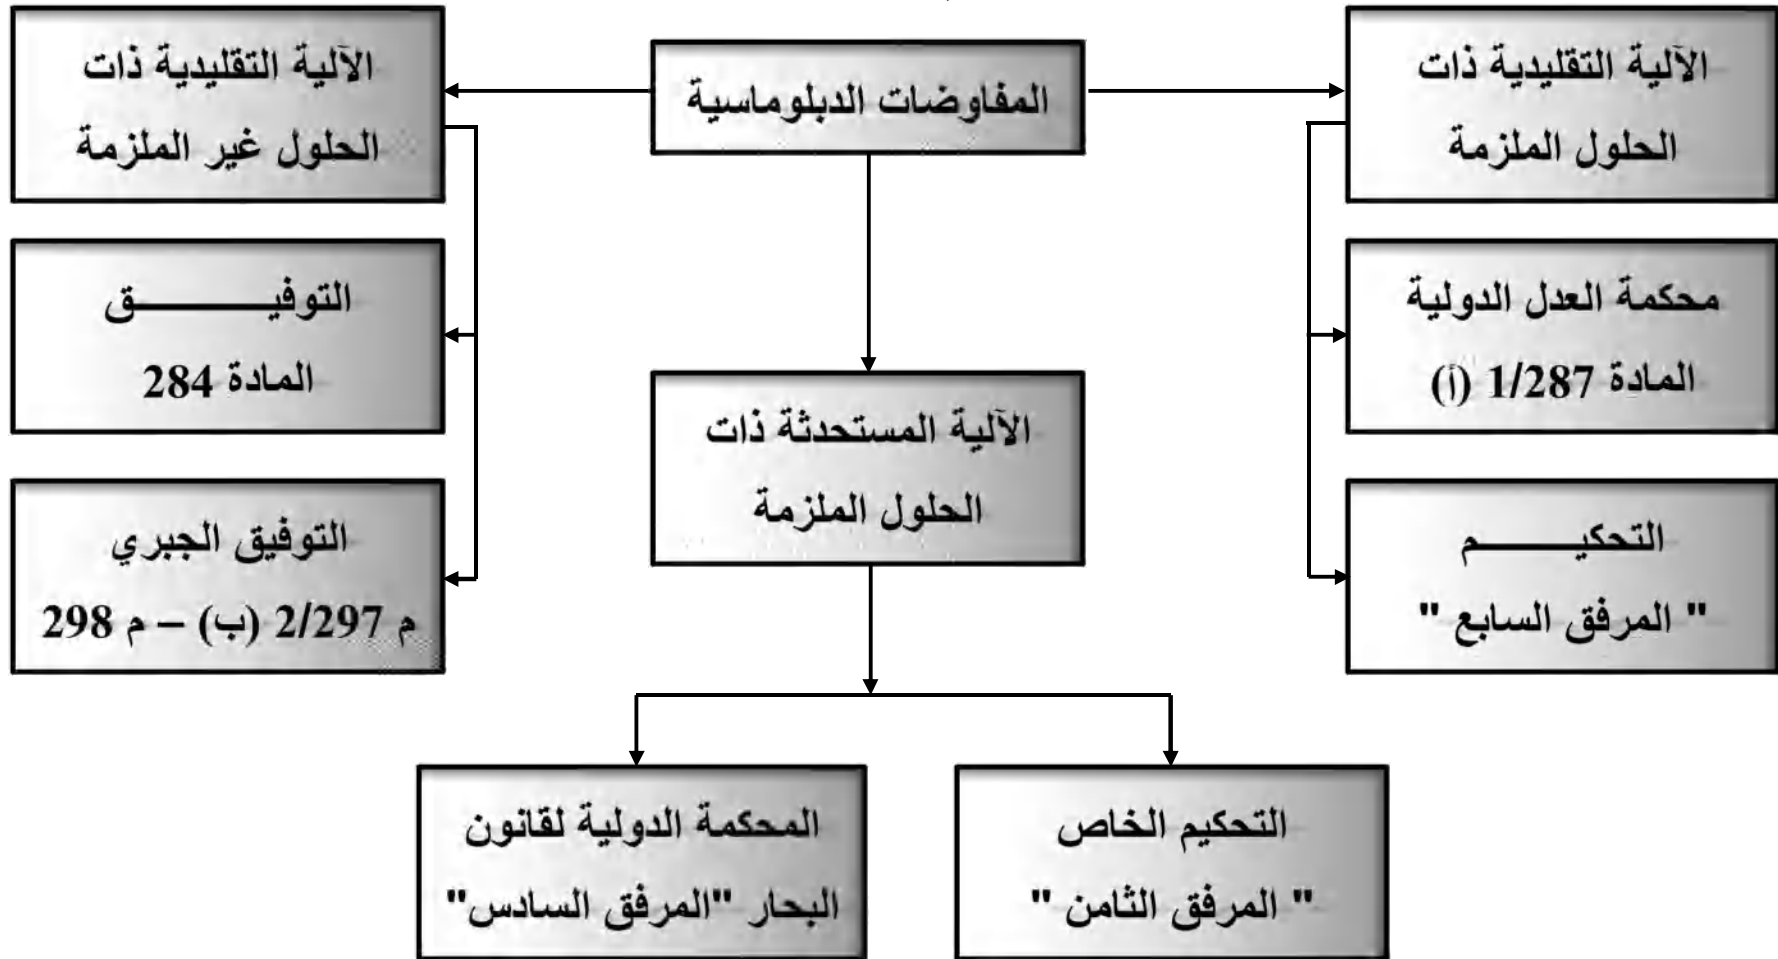 الآلية التقليدية ذات
الحلول الملزمة
المفاوضات الدبلوماسية
الآلية التقليدية ذات
الحلول غير الملزمة
محكمة العدل الدولية
المادة 1/287 (أ)
التوفيــــــــــق
المادة 284
الآلية المستحدثة ذات
الحلول الملزمة
التحكيــــــم
" المرفق السابع "
التوفيق الجبري
م 2/297 (ب) – م 298
التحكيم الخاص
" المرفق الثامن "
المحكمة الدولية لقانون
البحار "المرفق السادس"